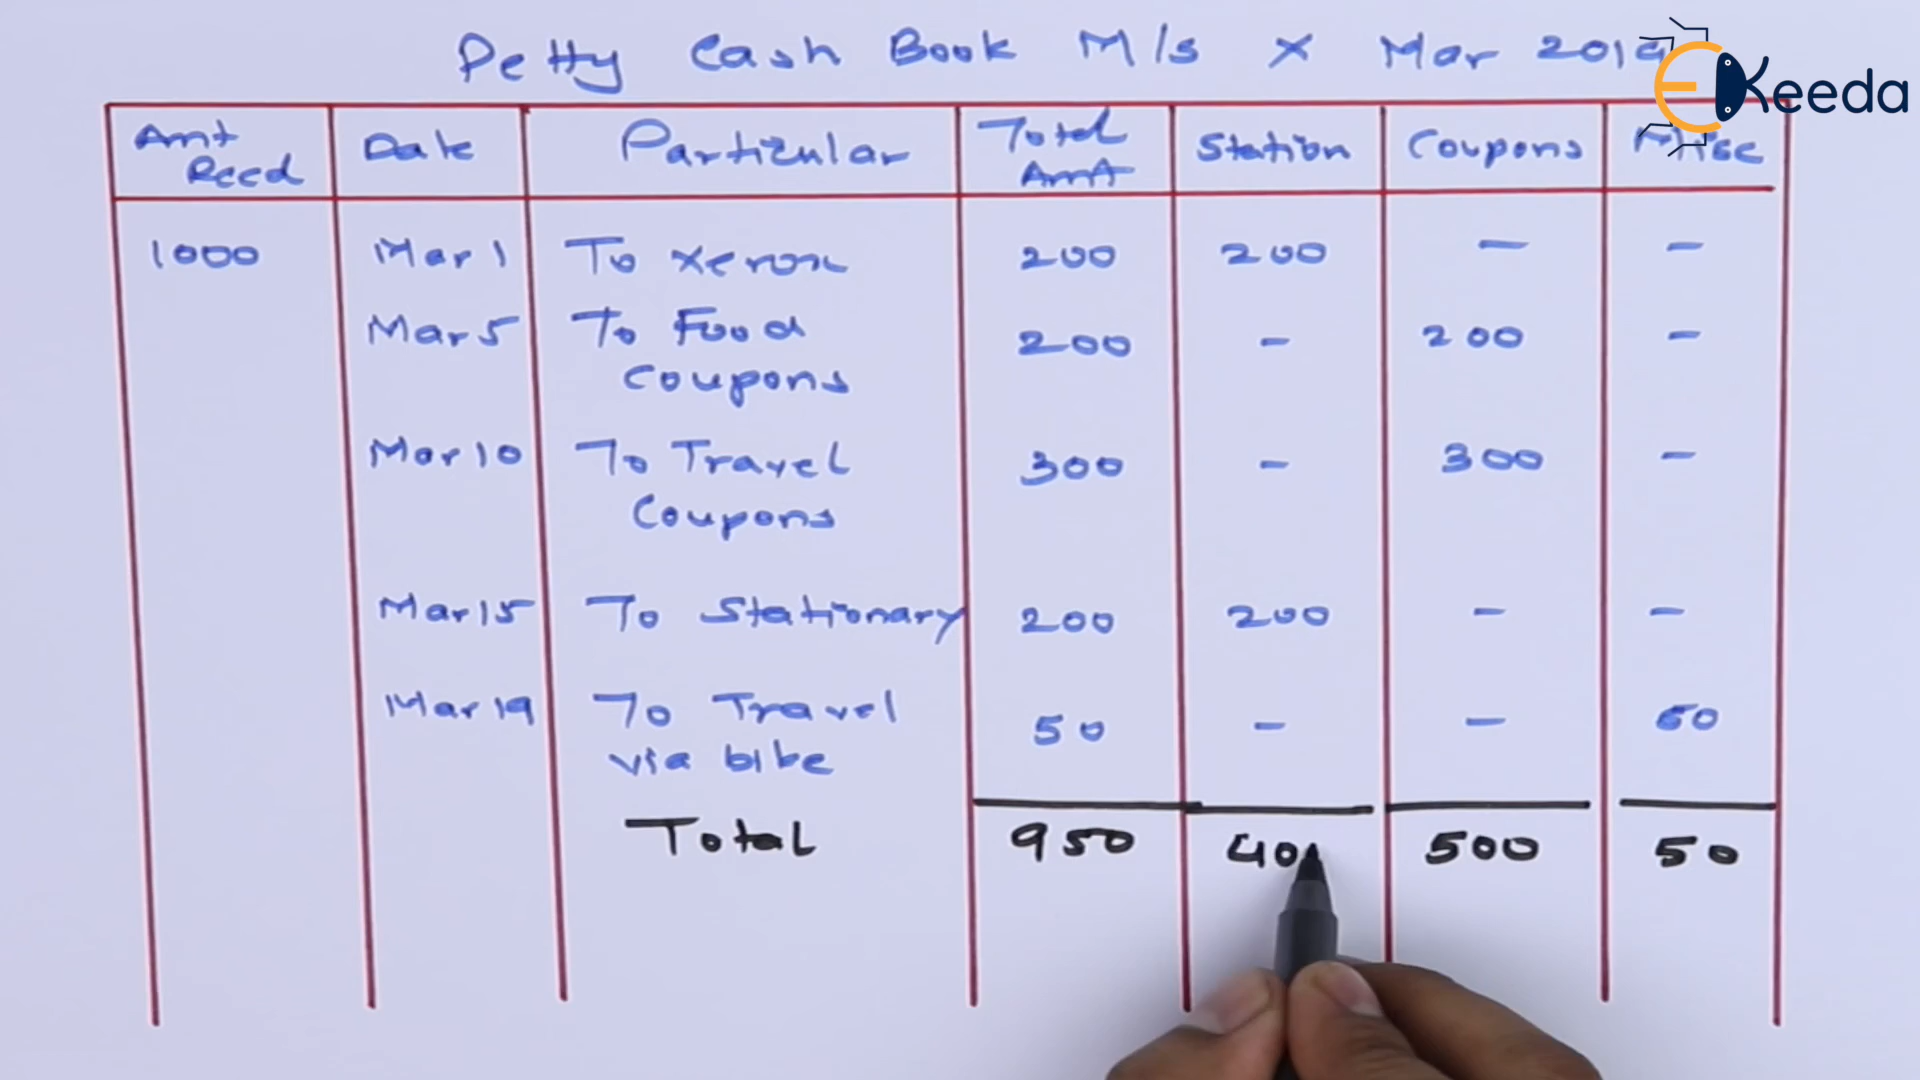 Petty Cash Book M/s X Mar 2019
Keeda
Amt Recd Date Particular Total Amt Station Coupons Misc
1000 Mar 1 To Xerox 200 200 — –
Mar 5 To Food Coupons 200 – 200 –
Mar 10 To Travel Coupons 300 – 300 –
Mar 15 To Stationary 200 200 – –
Mar 19 To Travel via bike 50 – – 50
Total 950 400 500 50